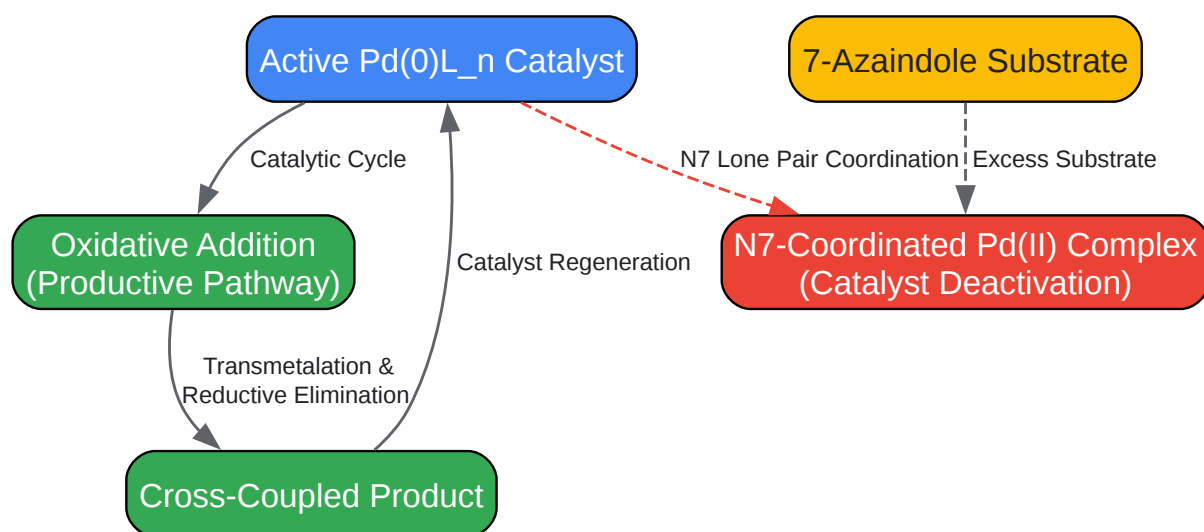 Active Pd(0)L_n Catalyst
7-Azaindole Substrate
Catalytic Cycle
N7 Lone Pair Coordination
Excess Substrate
Oxidative Addition
(Productive Pathway)
N7-Coordinated Pd(II) Complex
(Catalyst Deactivation)
Catalyst Regeneration
Transmetalation &
Reductive Elimination
Cross-Coupled Product